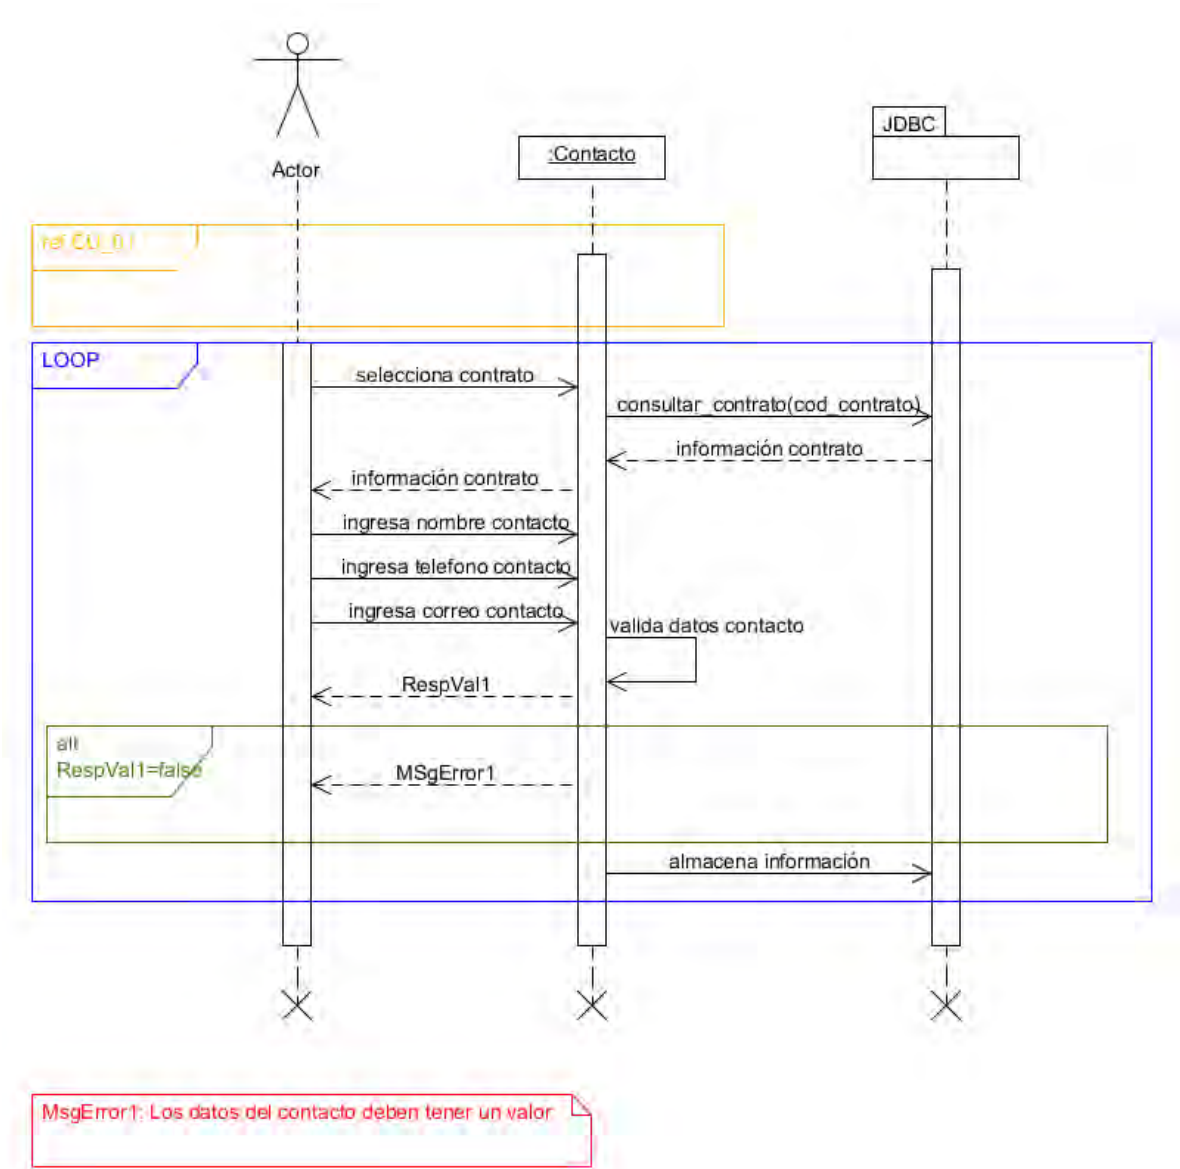 JDBC
:Contacto
Actor
LOOP
selecciona contrato
consultar_contrato(cod_contrato)
información contrato
información contrato
ingresa nombre contacto
ingresa telefono contacto
ingresa correo contacto
valida datos contacto
RespVal1
alt
RespVal1=false
MSgError1
almacena información
MsgError1: Los datos del contacto deben tener un valor